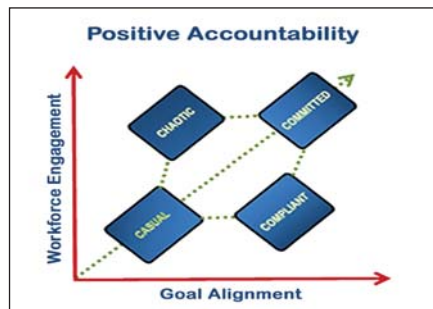 Positive Accountability
Workforce Engagement
CHAOTIC
COMMITTED
CASUAL
COMPLIANT
Goal Alignment